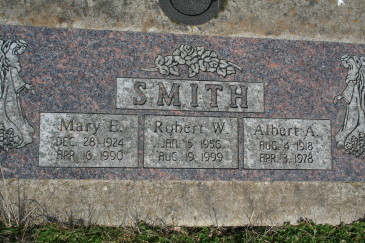 SMITH
Mary E.
DEC. 28 1924
APR. 16 1990
Robert W.
JAN. 15 1956
AUG. 19 1999
Albert A.
AUG. 4 1918
APR. 3 1978